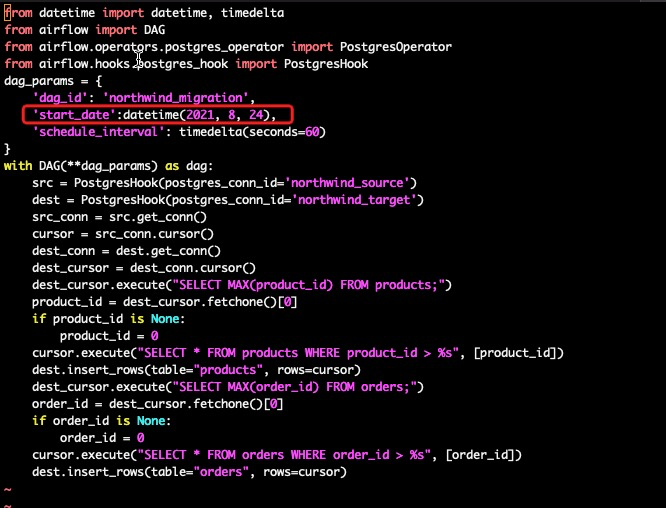 from datetime import datetime, timedelta
from airflow import DAG
from airflow.operators.postgres_operator import PostgresOperator
from airflow.hooks.postgres_hook import PostgresHook
dag_params = {
    'dag_id': 'northwind_migration',
    'start_date':datetime(2021, 8, 24),
    'schedule_interval': timedelta(seconds=60)
}
with DAG(**dag_params) as dag:
    src = PostgresHook(postgres_conn_id='northwind_source')
    dest = PostgresHook(postgres_conn_id='northwind_target')
    src_conn = src.get_conn()
    cursor = src_conn.cursor()
    dest_conn = dest.get_conn()
    dest_cursor = dest_conn.cursor()
    dest_cursor.execute("SELECT MAX(product_id) FROM products;")
    product_id = dest_cursor.fetchone()[0]
    if product_id is None:
        product_id = 0
    cursor.execute("SELECT * FROM products WHERE product_id > %s", [product_id])
    dest.insert_rows(table="products", rows=cursor)
    dest_cursor.execute("SELECT MAX(order_id) FROM orders;")
    order_id = dest_cursor.fetchone()[0]
    if order_id is None:
        order_id = 0
    cursor.execute("SELECT * FROM orders WHERE order_id > %s", [order_id])
    dest.insert_rows(table="orders", rows=cursor)
~
~